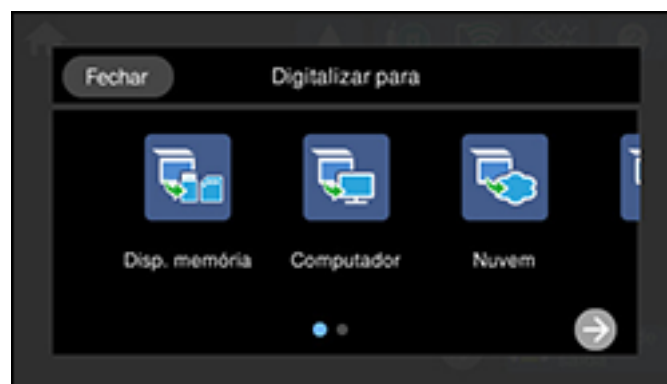 Fechar
Digitalizar para
Disp. memória
Computador
Nuvem